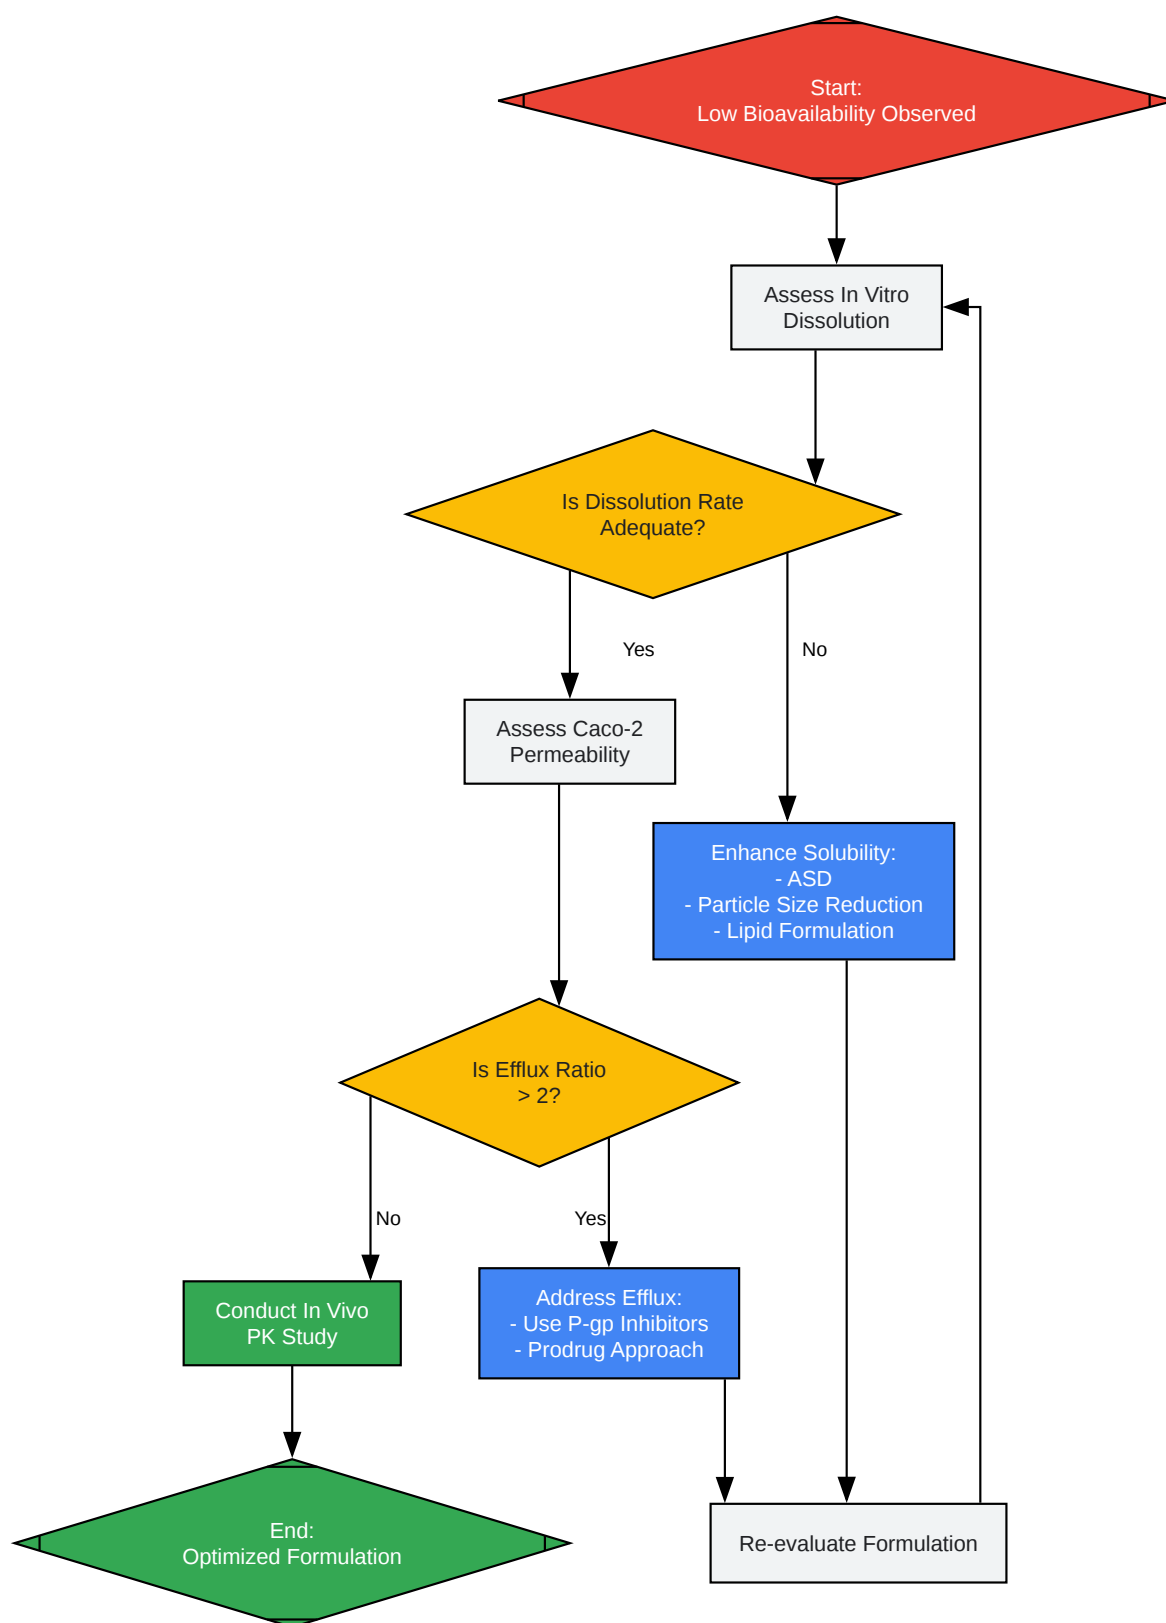 Start:
Low Bioavailability Observed
Assess In Vitro
Dissolution
Is Dissolution Rate
Adequate?
Yes
No
Assess Caco-2
Permeability
Enhance Solubility:
- ASD
- Particle Size Reduction
- Lipid Formulation
Is Efflux Ratio
> 2?
No
Yes
Conduct In Vivo
PK Study
Address Efflux:
- Use P-gp Inhibitors
- Prodrug Approach
End:
Optimized Formulation
Re-evaluate Formulation